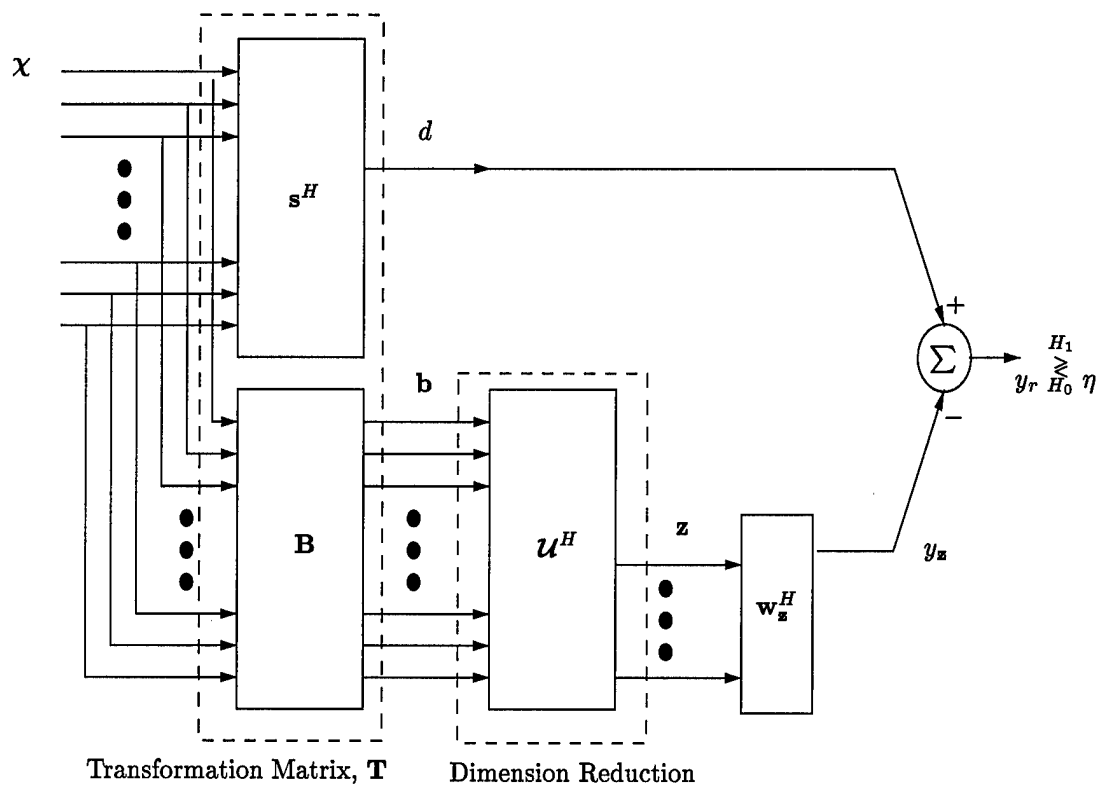 χ
d
s^H
+
Σ
H_1
y_r ≷ η
H_0
−
b
B
𝒰^H
z
w_z^H
y_z
Transformation Matrix, T
Dimension Reduction